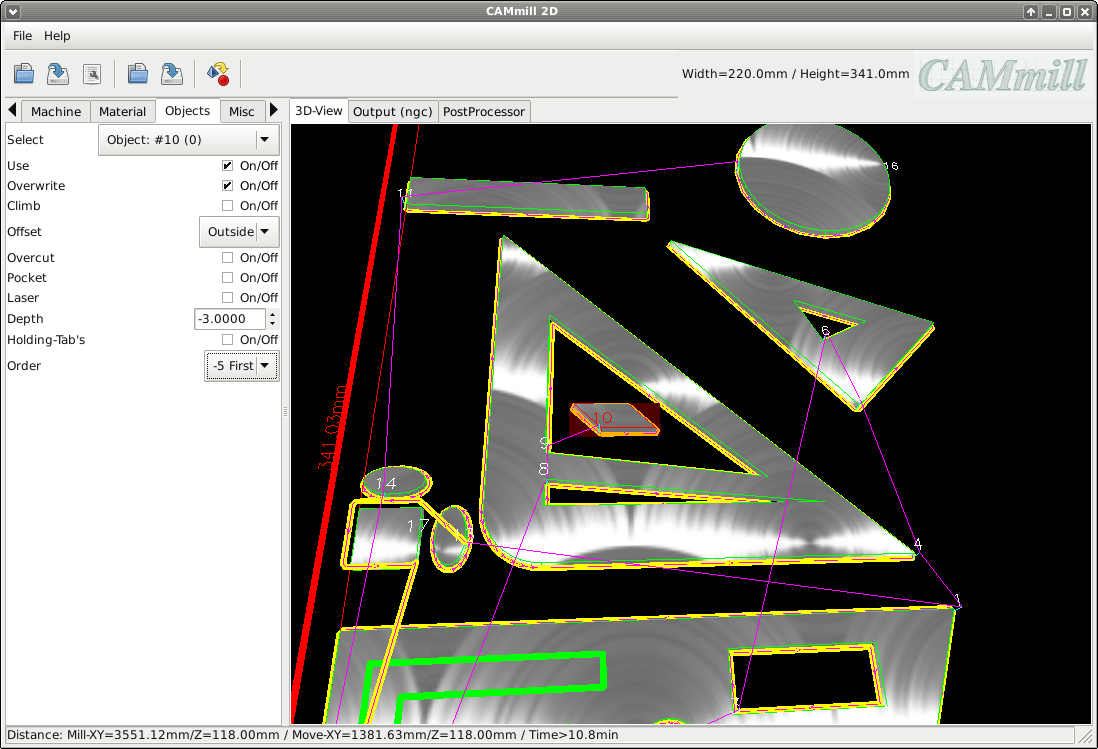 CAMmill 2D
File Help
Width=220.0mm / Height=341.0mm
CAMmill
Machine Material Objects Misc
3D-View Output (ngc) PostProcessor
Select Object: #10 (0)
Use On/Off
Overwrite On/Off
Climb On/Off
Offset Outside
Overcut On/Off
Pocket On/Off
Laser On/Off
Depth -3.0000
Holding-Tab's On/Off
Order -5 First
16
6
341.03mm
10
9
8
14
17
4
1
Distance: Mill-XY=3551.12mm/Z=118.00mm / Move-XY=1381.63mm/Z=118.00mm / Time>10.8min